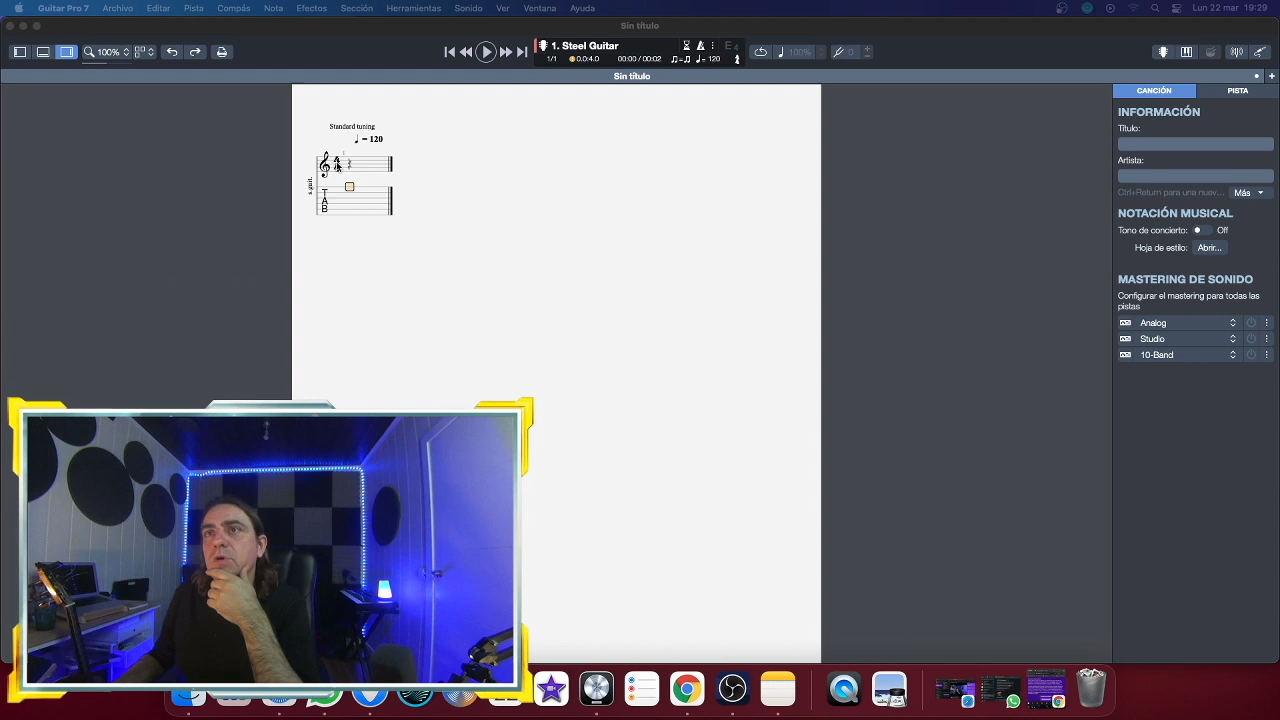 Guitar Pro 7 Archivo Editar Pista Compás Nota Efectos Sección Herramientas Sonido Ver Ventana Ayuda Lun 22 mar 19:29
Sin título
100% 1. Steel Guitar E4 100% 0
1/1 0.0:4.0 00:00 / 00:02 = 120
Sin título
CANCIÓN PISTA
INFORMACIÓN
Título:
Artista:
Ctrl+Return para una nuev... Más
NOTACIÓN MUSICAL
Tono de concierto: Off
Hoja de estilo: Abrir...
MASTERING DE SONIDO
Configurar el mastering para todas las
pistas
Analog
Studio
10-Band
Standard tuning
= 120
1
s.guit.
T
A
B